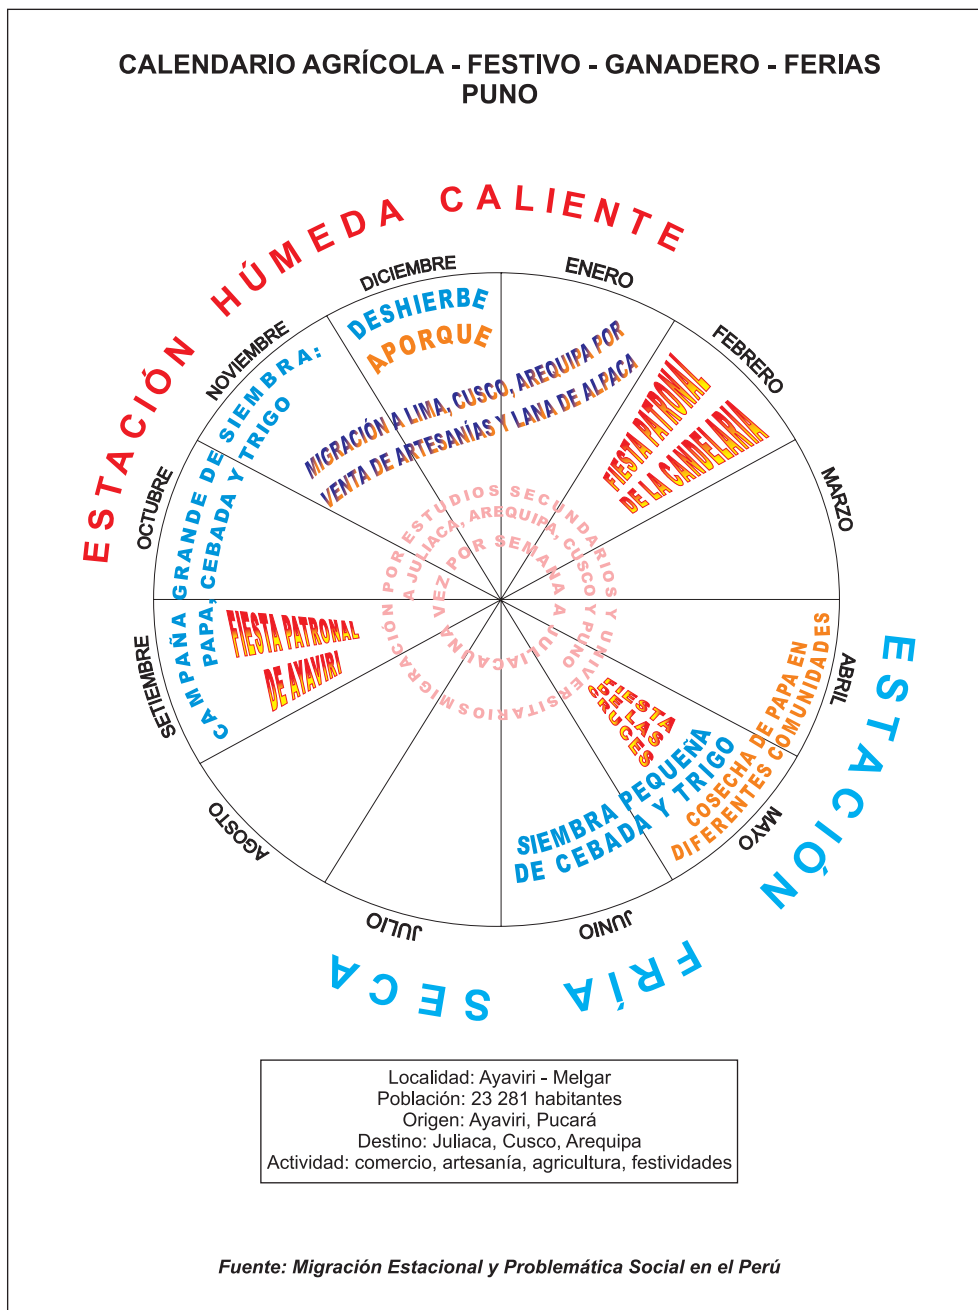 CALENDARIO AGRÍCOLA - FESTIVO - GANADERO - FERIAS
PUNO
ESTACIÓN HÚMEDA CALIENTE
ENERO
FEBRERO
MARZO
ABRIL
MAYO
JUNIO
JULIO
AGOSTO
SETIEMBRE
OCTUBRE
NOVIEMBRE
DICIEMBRE
DESHIERBE
APORQUE
CAMPAÑA GRANDE DE SIEMBRA:
PAPA, CEBADA Y TRIGO
MIGRACIÓN A LIMA, CUSCO, AREQUIPA POR
VENTA DE ARTESANÍAS Y LANA DE ALPACA
FIESTA PATRONAL
DE LA CANDELARIA
MIGRACIÓN POR ESTUDIOS SECUNDARIOS Y UNIVERSITARIOS
A JULIACA, AREQUIPA, CUSCO Y PUNO
UNA VEZ POR SEMANA A JULIACA
FIESTA PATRONAL
DE AYAVIRI
FIESTA
DE LAS
CRUCES
COSECHA DE PAPA EN
DIFERENTES COMUNIDADES
SIEMBRA PEQUEÑA
DE CEBADA Y TRIGO
ESTACIÓN FRÍA SECA
Localidad: Ayaviri - Melgar
Población: 23 281 habitantes
Origen: Ayaviri, Pucará
Destino: Juliaca, Cusco, Arequipa
Actividad: comercio, artesanía, agricultura, festividades
Fuente: Migración Estacional y Problemática Social en el Perú